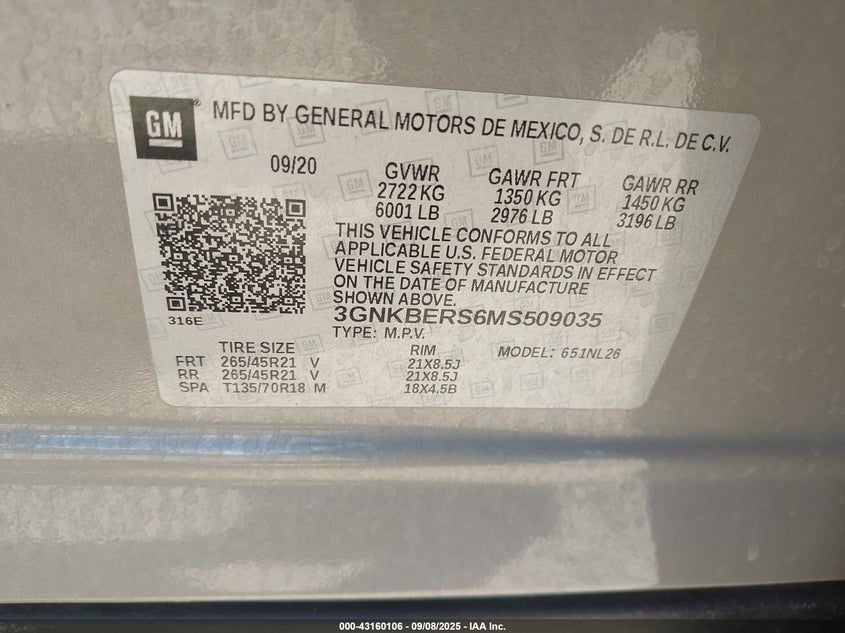 GM® MFD BY GENERAL MOTORS DE MEXICO, S. DE R.L. DE C.V.
09/20 GVWR GAWR FRT GAWR RR
2722 KG 1350 KG 1450 KG
6001 LB 2976 LB 3196 LB
THIS VEHICLE CONFORMS TO ALL
APPLICABLE U.S. FEDERAL MOTOR
VEHICLE SAFETY STANDARDS IN EFFECT
ON THE DATE OF MANUFACTURE
SHOWN ABOVE.
316E 3GNKBERS6MS509035
TYPE: M.P.V.
TIRE SIZE RIM MODEL: 651NL26
FRT 265/45R21 V 21X8.5J
RR 265/45R21 V 21X8.5J
SPA T135/70R18 M 18X4.5B
000-43160106 - 09/08/2025 - IAA Inc.